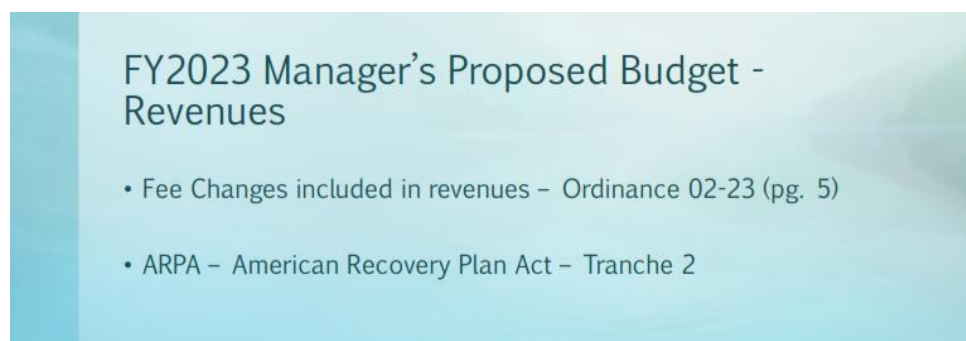 FY2023 Manager’s Proposed Budget -
Revenues
• Fee Changes included in revenues – Ordinance 02-23 (pg. 5)
• ARPA – American Recovery Plan Act – Tranche 2